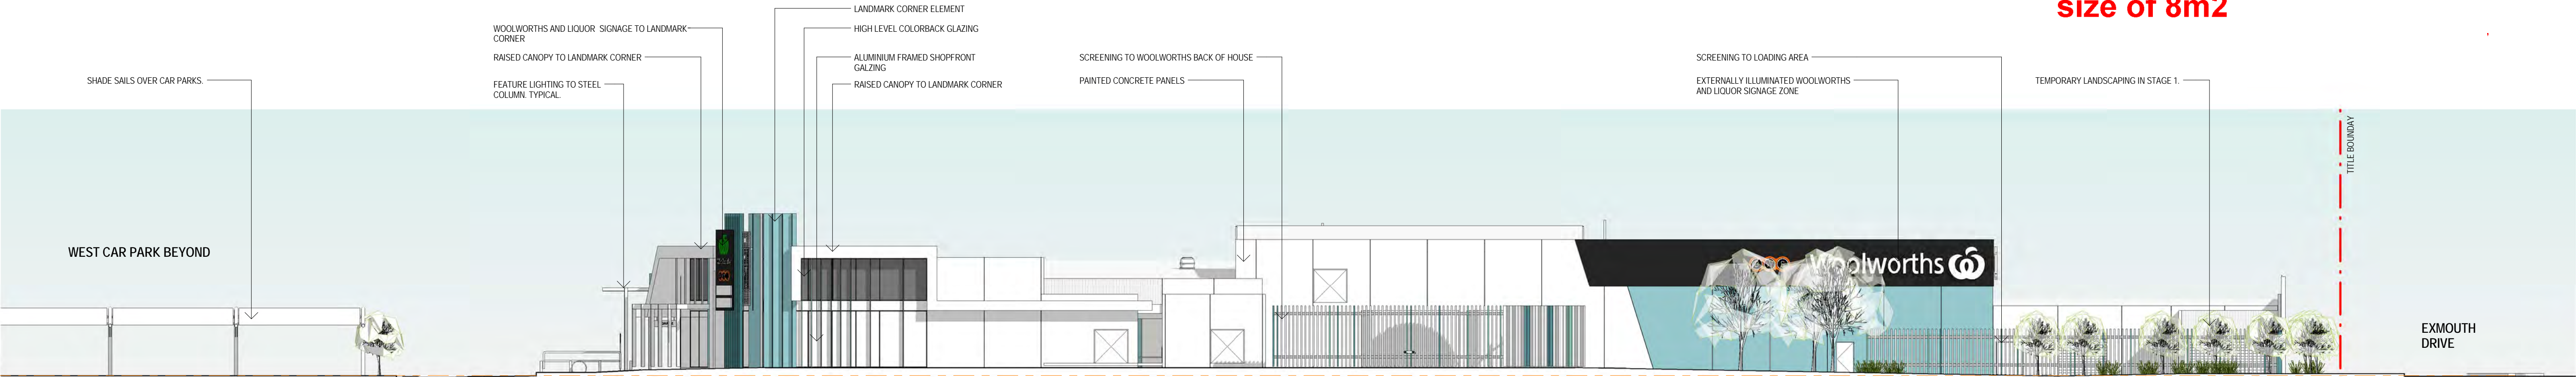 size of 8m2
LANDMARK CORNER ELEMENT
WOOLWORTHS AND LIQUOR SIGNAGE TO LANDMARK
CORNER
HIGH LEVEL COLORBACK GLAZING
RAISED CANOPY TO LANDMARK CORNER
ALUMINIUM FRAMED SHOPFRONT
GALZING
SCREENING TO WOOLWORTHS BACK OF HOUSE
SCREENING TO LOADING AREA
SHADE SAILS OVER CAR PARKS.
FEATURE LIGHTING TO STEEL
COLUMN. TYPICAL.
RAISED CANOPY TO LANDMARK CORNER
PAINTED CONCRETE PANELS
EXTERNALLY ILLUMINATED WOOLWORTHS
AND LIQUOR SIGNAGE ZONE
TEMPORARY LANDSCAPING IN STAGE 1.
TITLE BOUNDAY
WEST CAR PARK BEYOND
Woolworths
EXMOUTH
DRIVE